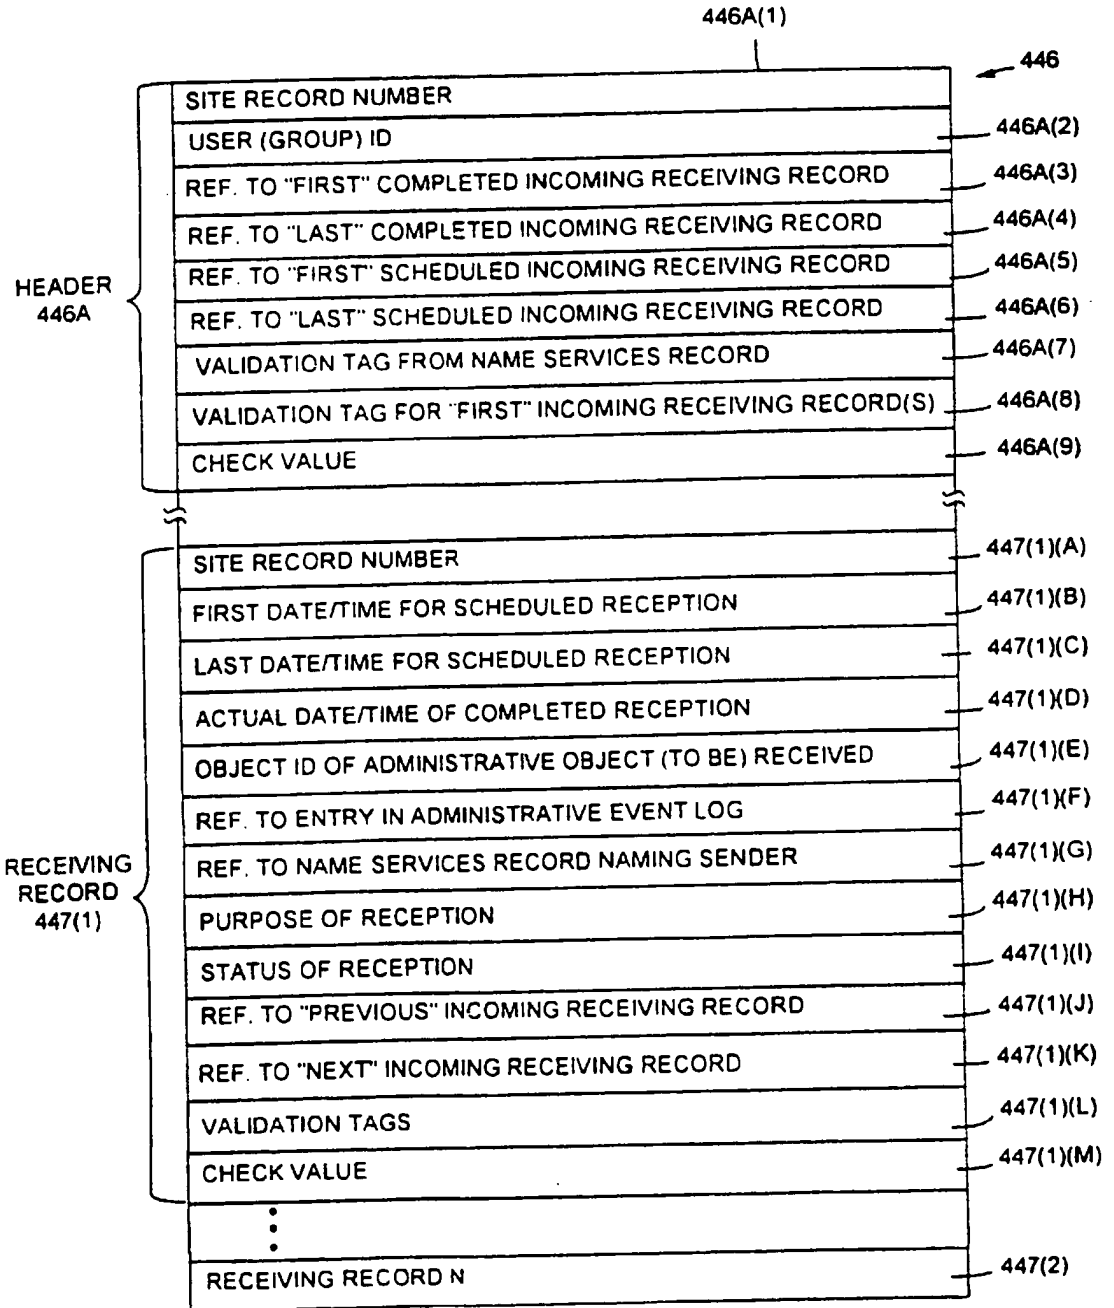 446A(1)
446
SITE RECORD NUMBER
USER (GROUP) ID
446A(2)
REF. TO "FIRST" COMPLETED INCOMING RECEIVING RECORD
446A(3)
REF. TO "LAST" COMPLETED INCOMING RECEIVING RECORD
446A(4)
REF. TO "FIRST" SCHEDULED INCOMING RECEIVING RECORD
446A(5)
REF. TO "LAST" SCHEDULED INCOMING RECEIVING RECORD
446A(6)
VALIDATION TAG FROM NAME SERVICES RECORD
446A(7)
VALIDATION TAG FOR "FIRST" INCOMING RECEIVING RECORD(S)
446A(8)
CHECK VALUE
446A(9)
HEADER
446A
SITE RECORD NUMBER
447(1)(A)
FIRST DATE/TIME FOR SCHEDULED RECEPTION
447(1)(B)
LAST DATE/TIME FOR SCHEDULED RECEPTION
447(1)(C)
ACTUAL DATE/TIME OF COMPLETED RECEPTION
447(1)(D)
OBJECT ID OF ADMINISTRATIVE OBJECT (TO BE) RECEIVED
447(1)(E)
REF. TO ENTRY IN ADMINISTRATIVE EVENT LOG
447(1)(F)
REF. TO NAME SERVICES RECORD NAMING SENDER
447(1)(G)
PURPOSE OF RECEPTION
447(1)(H)
STATUS OF RECEPTION
447(1)(I)
REF. TO "PREVIOUS" INCOMING RECEIVING RECORD
447(1)(J)
REF. TO "NEXT" INCOMING RECEIVING RECORD
447(1)(K)
VALIDATION TAGS
447(1)(L)
CHECK VALUE
447(1)(M)
RECEIVING
RECORD
447(1)
RECEIVING RECORD N
447(2)